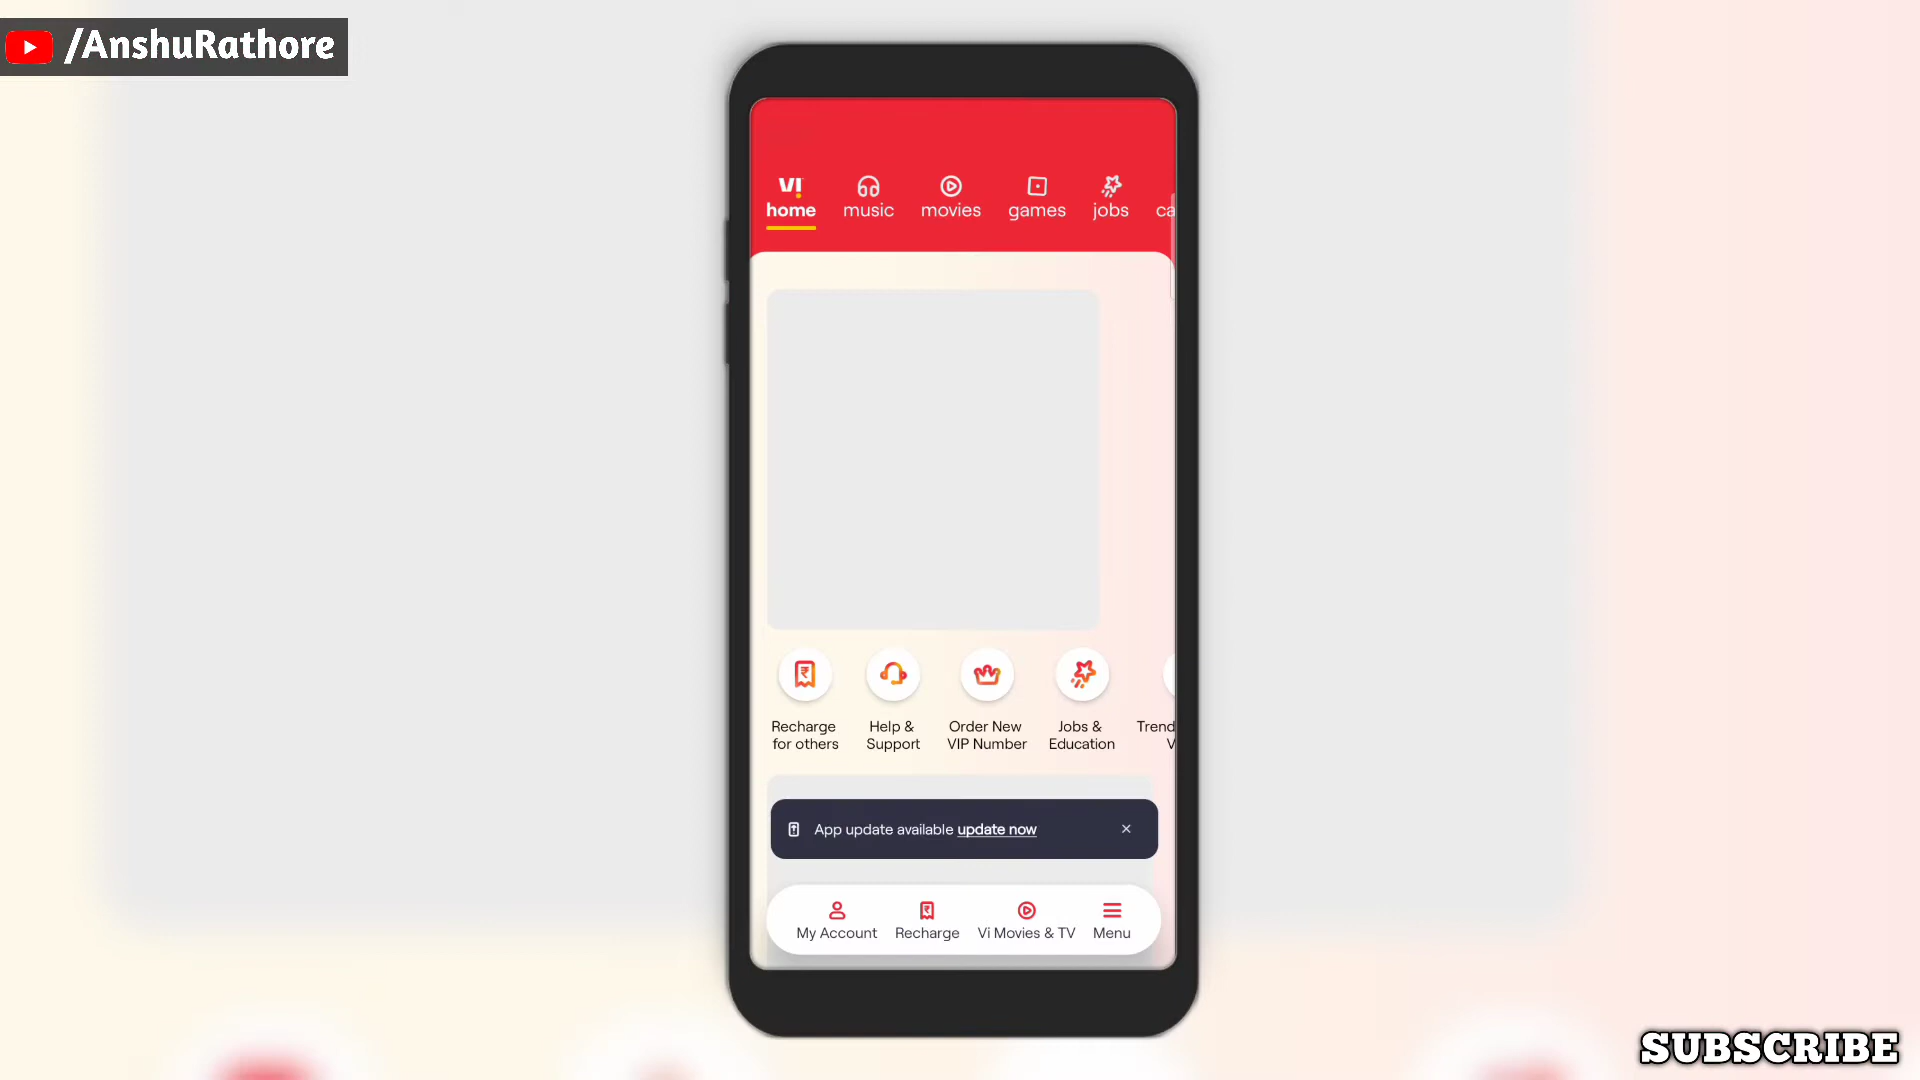 /AnshuRathore
VI
home
music
movies
games
jobs
ca
Recharge
for others
Help &
Support
Order New
VIP Number
Jobs &
Education
Trend
V
App update available update now
My Account
Recharge
Vi Movies & TV
Menu
SUBSCRIBE